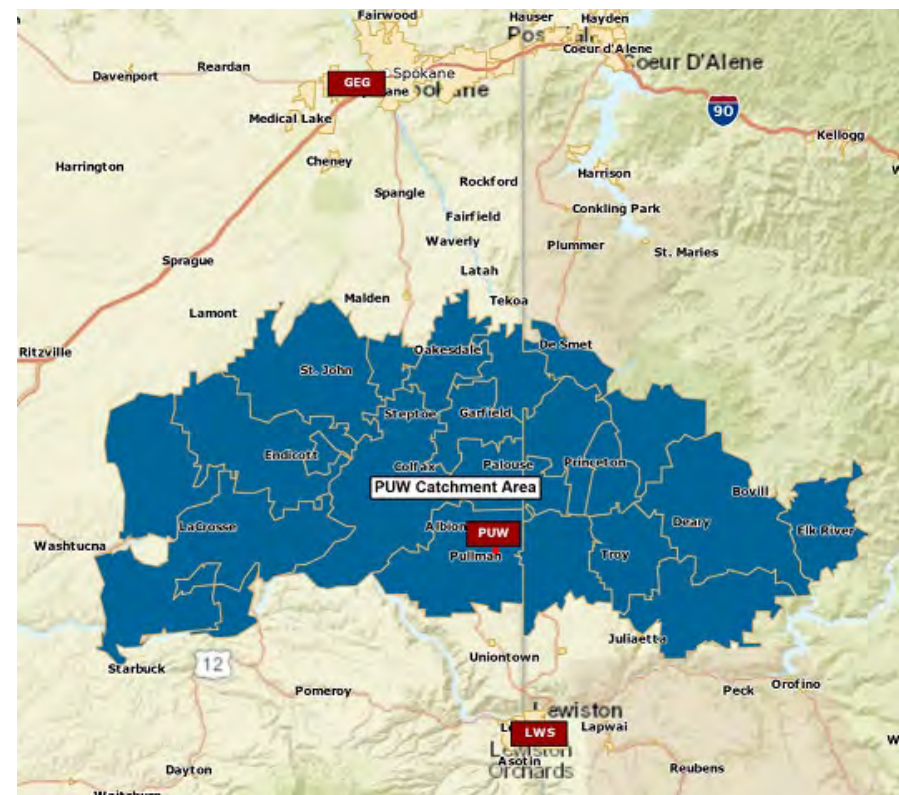 Fairwood
Hauser
Hayden
Coeur d'Alene
Coeur D'Alene
Davenport
Reardan
GEG
Spokane
90
Medical Lake
Kellogg
Cheney
Harrington
Harrison
Rockford
Spangle
Conkling Park
Fairfield
Waverly
Plummer
St. Maries
Sprague
Latah
Malden
Tekoa
Lamont
Ritzville
Oakesdale
De Smet
St. John
Steptoe
Garfield
Endicott
Colfax
Palouse
Princeton
PUW Catchment Area
Bovill
LaCrosse
Albion
PUW
Deary
Elk River
Washtucna
Pullman
Troy
Juliaetta
Uniontown
Starbuck
12
Pomeroy
Peck
Orofino
Lewiston
LWS
Lapwai
Lewiston
Orchards
Asotin
Dayton
Reubens